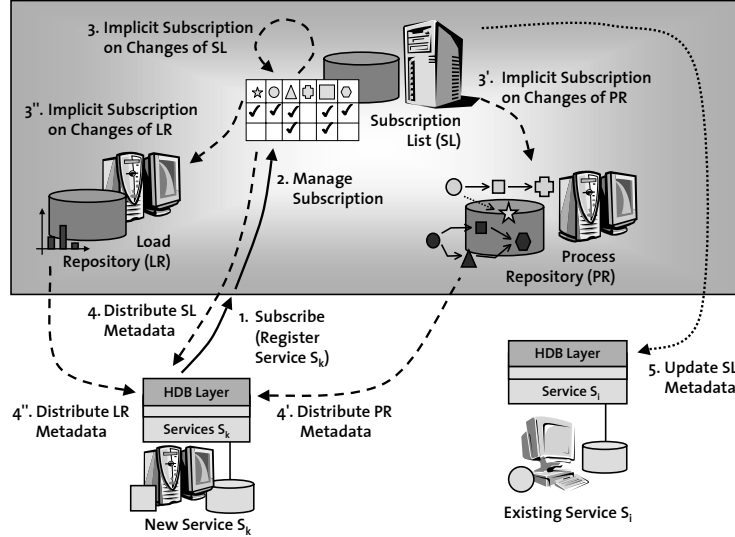 3. Implicit Subscription
on Changes of SL
3'. Implicit Subscription
on Changes of PR
3''. Implicit Subscription
on Changes of LR
Subscription
List (SL)
2. Manage
Subscription
Load
Repository (LR)
Process
Repository (PR)
4. Distribute SL
Metadata
1. Subscribe
(Register
Service Sk)
HDB Layer
Services Sk
4''. Distribute LR
Metadata
4'. Distribute PR
Metadata
HDB Layer
Service Si
5. Update SL
Metadata
New Service Sk
Existing Service Si